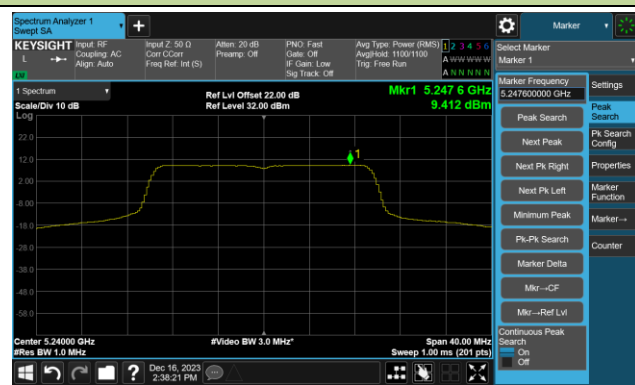 Spectrum Analyzer 1
Swept SA
Marker
KEYSIGHT
L
Input: RF
Coupling: AC
Align: Auto
Input Z: 50 Ω
Corr CCorr
Freq Ref: Int (S)
Atten: 20 dB
Preamp: Off
PNO: Fast
Gate: Off
IF Gain: Low
Sig Track: Off
Avg Type: Power (RMS)
Avg|Hold: 1100/1100
Trig: Free Run
1 2 3 4 5 6
A W W W W W
A N N N N N
LW
Select Marker
Marker 1
1 Spectrum
Scale/Div 10 dB
Log
Ref Lvl Offset 22.00 dB
Ref Level 32.00 dBm
Mkr1 5.247 6 GHz
9.412 dBm
22.0
12.0
2.00
-8.00
-18.0
-28.0
-38.0
-48.0
-58.0
1
Marker Frequency
5.247600000 GHz
Peak Search
Next Peak
Next Pk Right
Next Pk Left
Minimum Peak
Pk-Pk Search
Marker Delta
Mkr→CF
Mkr→Ref Lvl
Continuous Peak
Search
On
Off
Settings
Peak
Search
Pk Search
Config
Properties
Marker
Function
Marker→
Counter
Center 5.24000 GHz
#Res BW 1.0 MHz
#Video BW 3.0 MHz*
Span 40.00 MHz
Sweep 1.00 ms (201 pts)
?
Dec 16, 2023
2:38:21 PM